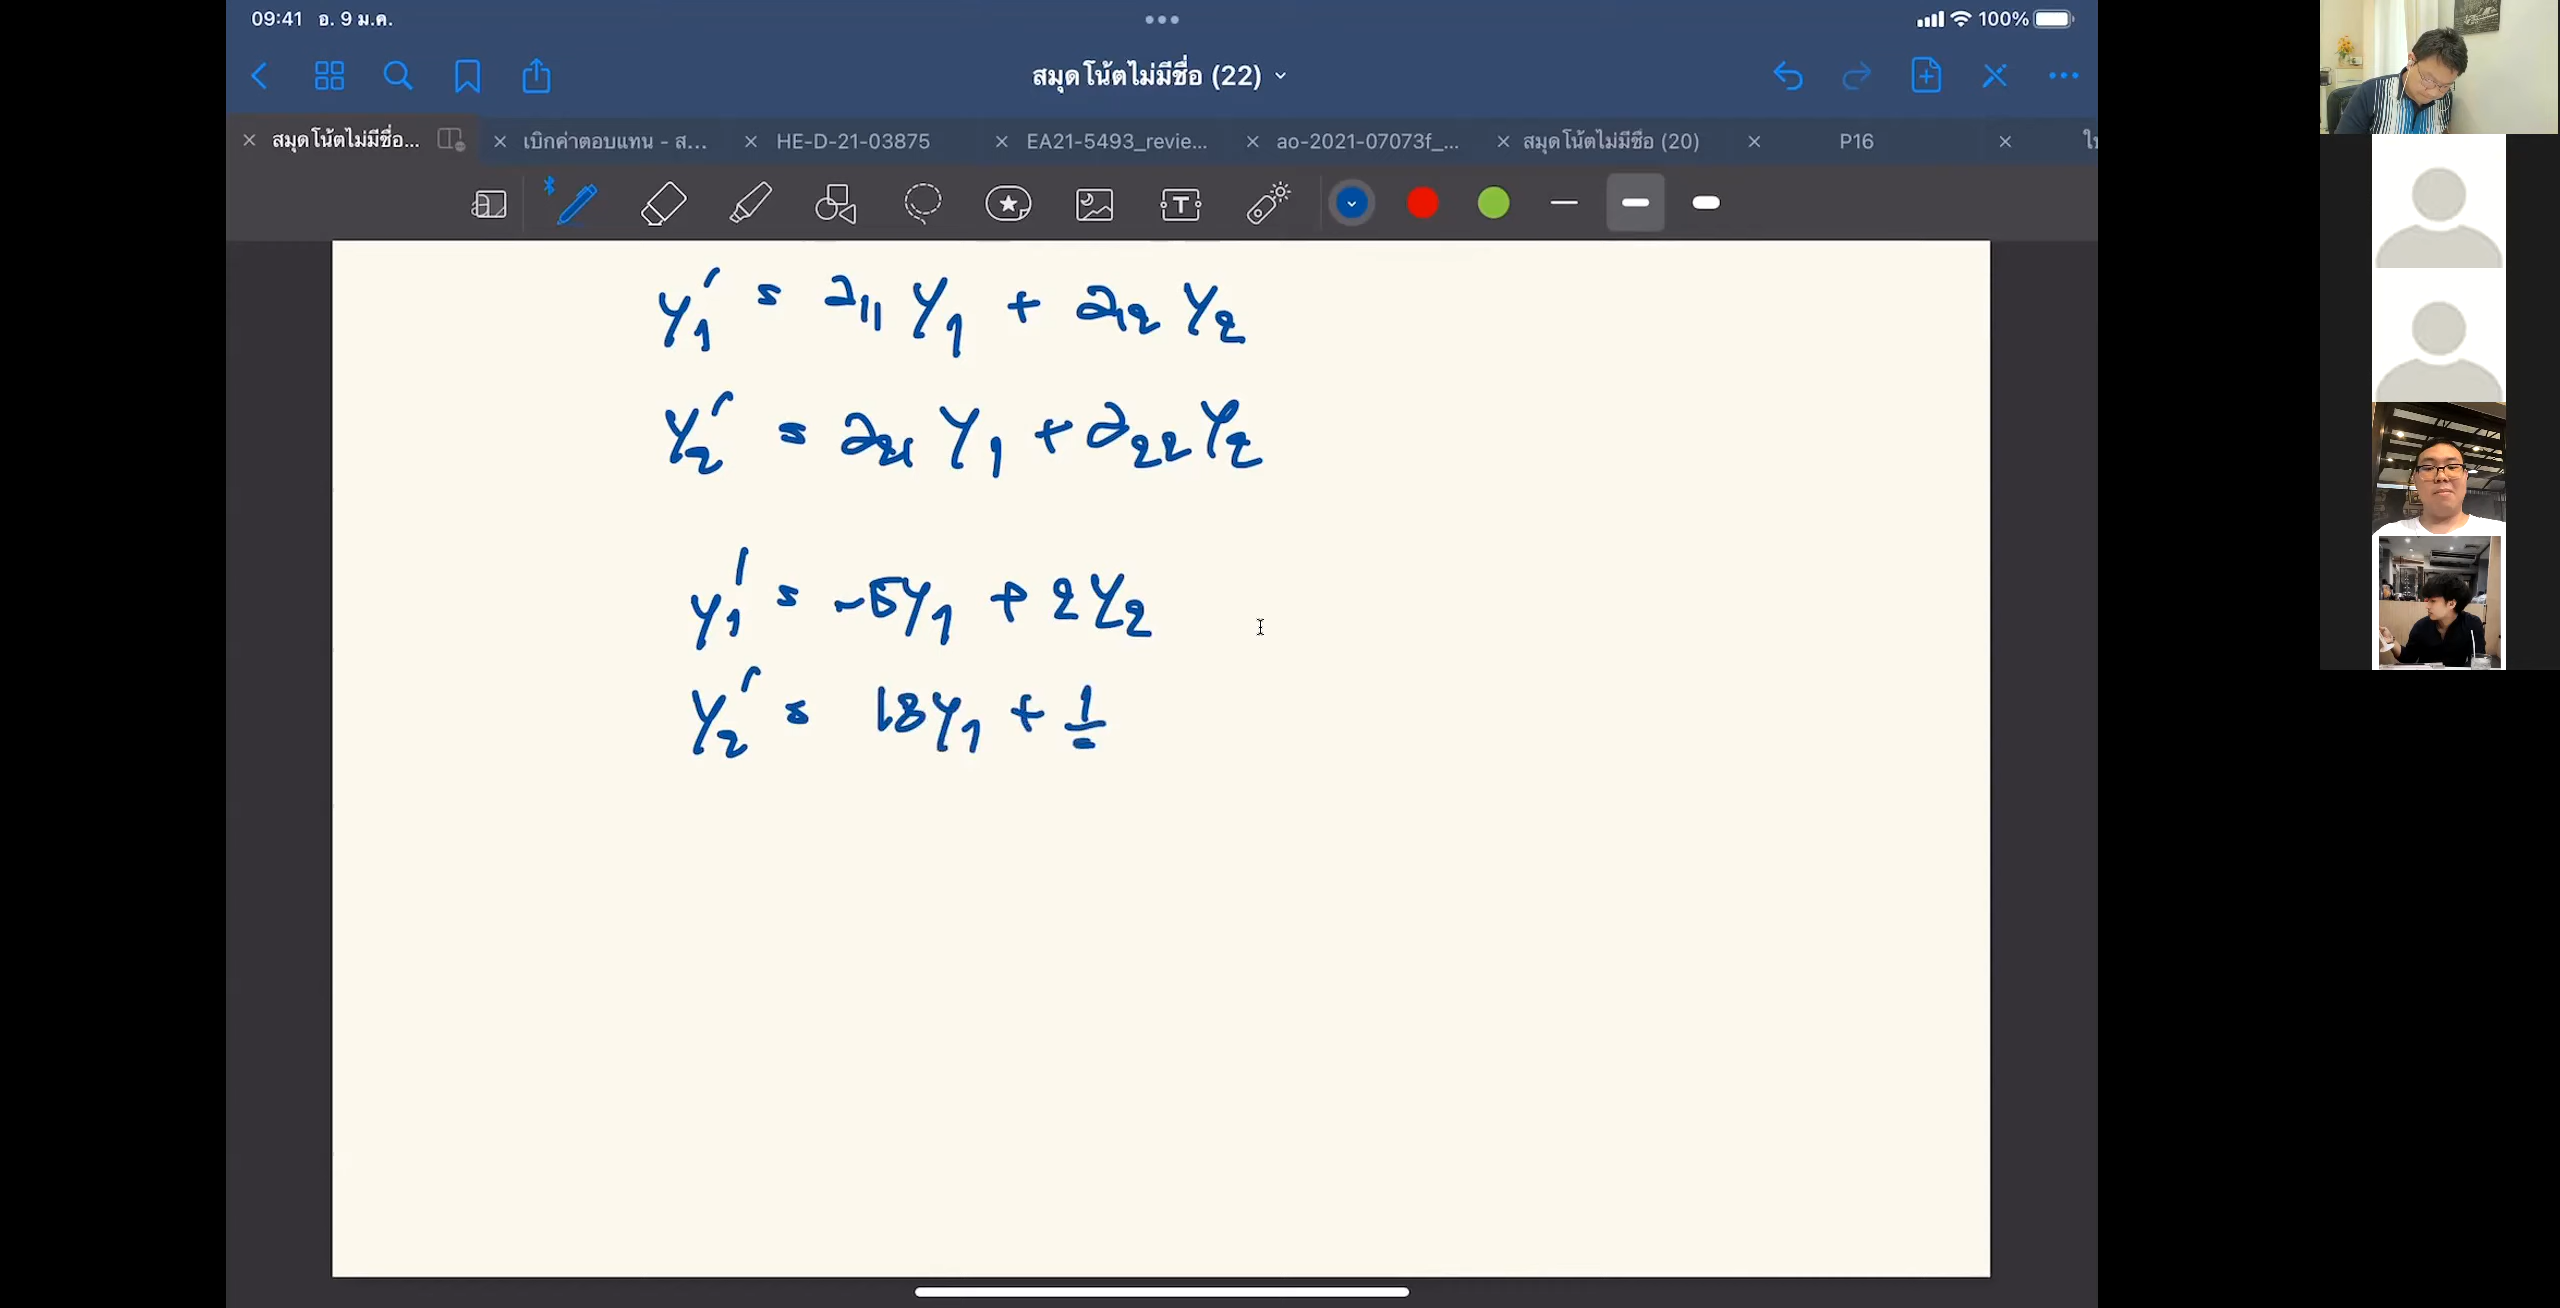 09:41 อ. 9 ม.ค.
100%
สมุดโน้ตไม่มีชื่อ (22)
สมุดโน้ตไม่มีชื่อ...
เบิกค่าตอบแทน - ส...
HE-D-21-03875
EA21-5493_revie...
ao-2021-07073f_...
สมุดโน้ตไม่มีชื่อ (20)
P16
y₁' = a₁₁ y₁ + a₁₂ y₂
y₂' = a₂₁ y₁ + a₂₂ y₂
y₁' = -5y₁ + 2y₂
y₂' = 13y₁ + 1